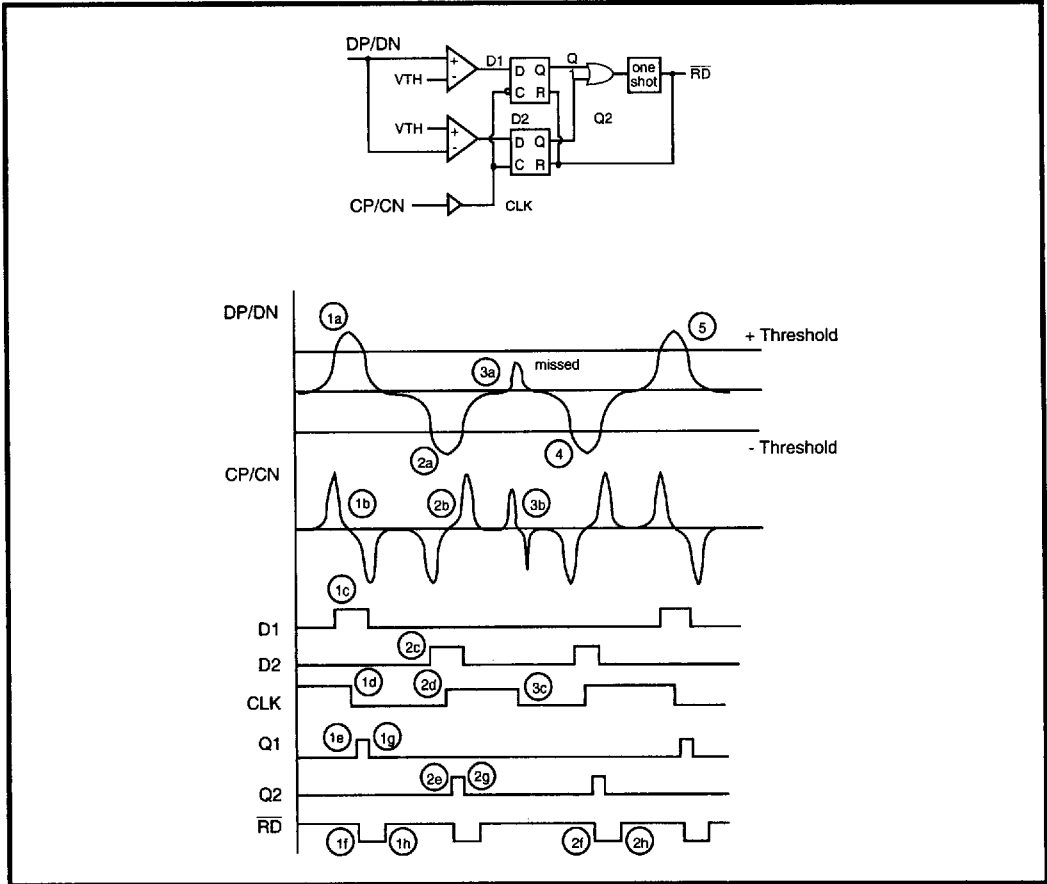 DP/DN
D1
Q
VTH
+
-
D Q
C R
one
shot
RD
D2
Q2
VTH
+
-
D Q
C R
CP/CN
CLK
DP/DN
1a
5
+ Threshold
3a
missed
2a
4
- Threshold
CP/CN
1b
2b
3b
1c
D1
2c
D2
1d
2d
3c
CLK
1e
1g
Q1
2e
2g
Q2
RD
1f
1h
2f
2h